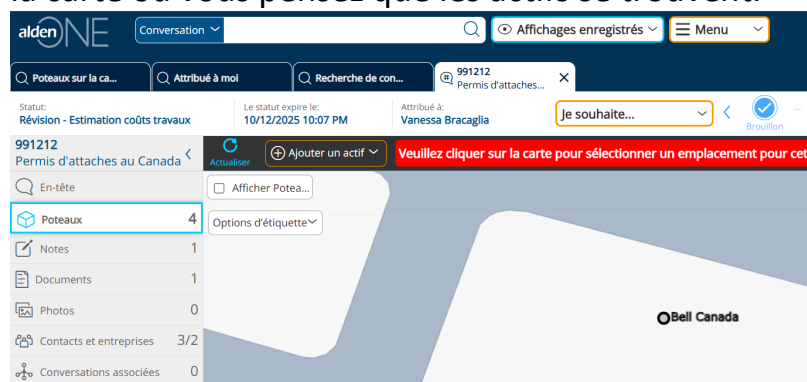 la carte où vous pensez que les actifs se trouvent.
alden ONE
Conversation
Affichages enregistrés
Menu
Poteaux sur la ca...
Attribué à moi
Recherche de con...
991212
Permis d'attaches...
Statut:
Révision - Estimation coûts travaux
Le statut expire le:
10/12/2025 10:07 PM
Attribué à:
Vanessa Bracaglia
Je souhaite...
Brouillon
991212
Permis d'attaches au Canada
Actualiser
Ajouter un actif
Veuillez cliquer sur la carte pour sélectionner un emplacement pour cet
En-tête
Afficher Potea...
Poteaux 4
Options d'étiquette
Notes 1
Documents 1
Photos 0
Bell Canada
Contacts et entreprises 3/2
Conversations associées 0